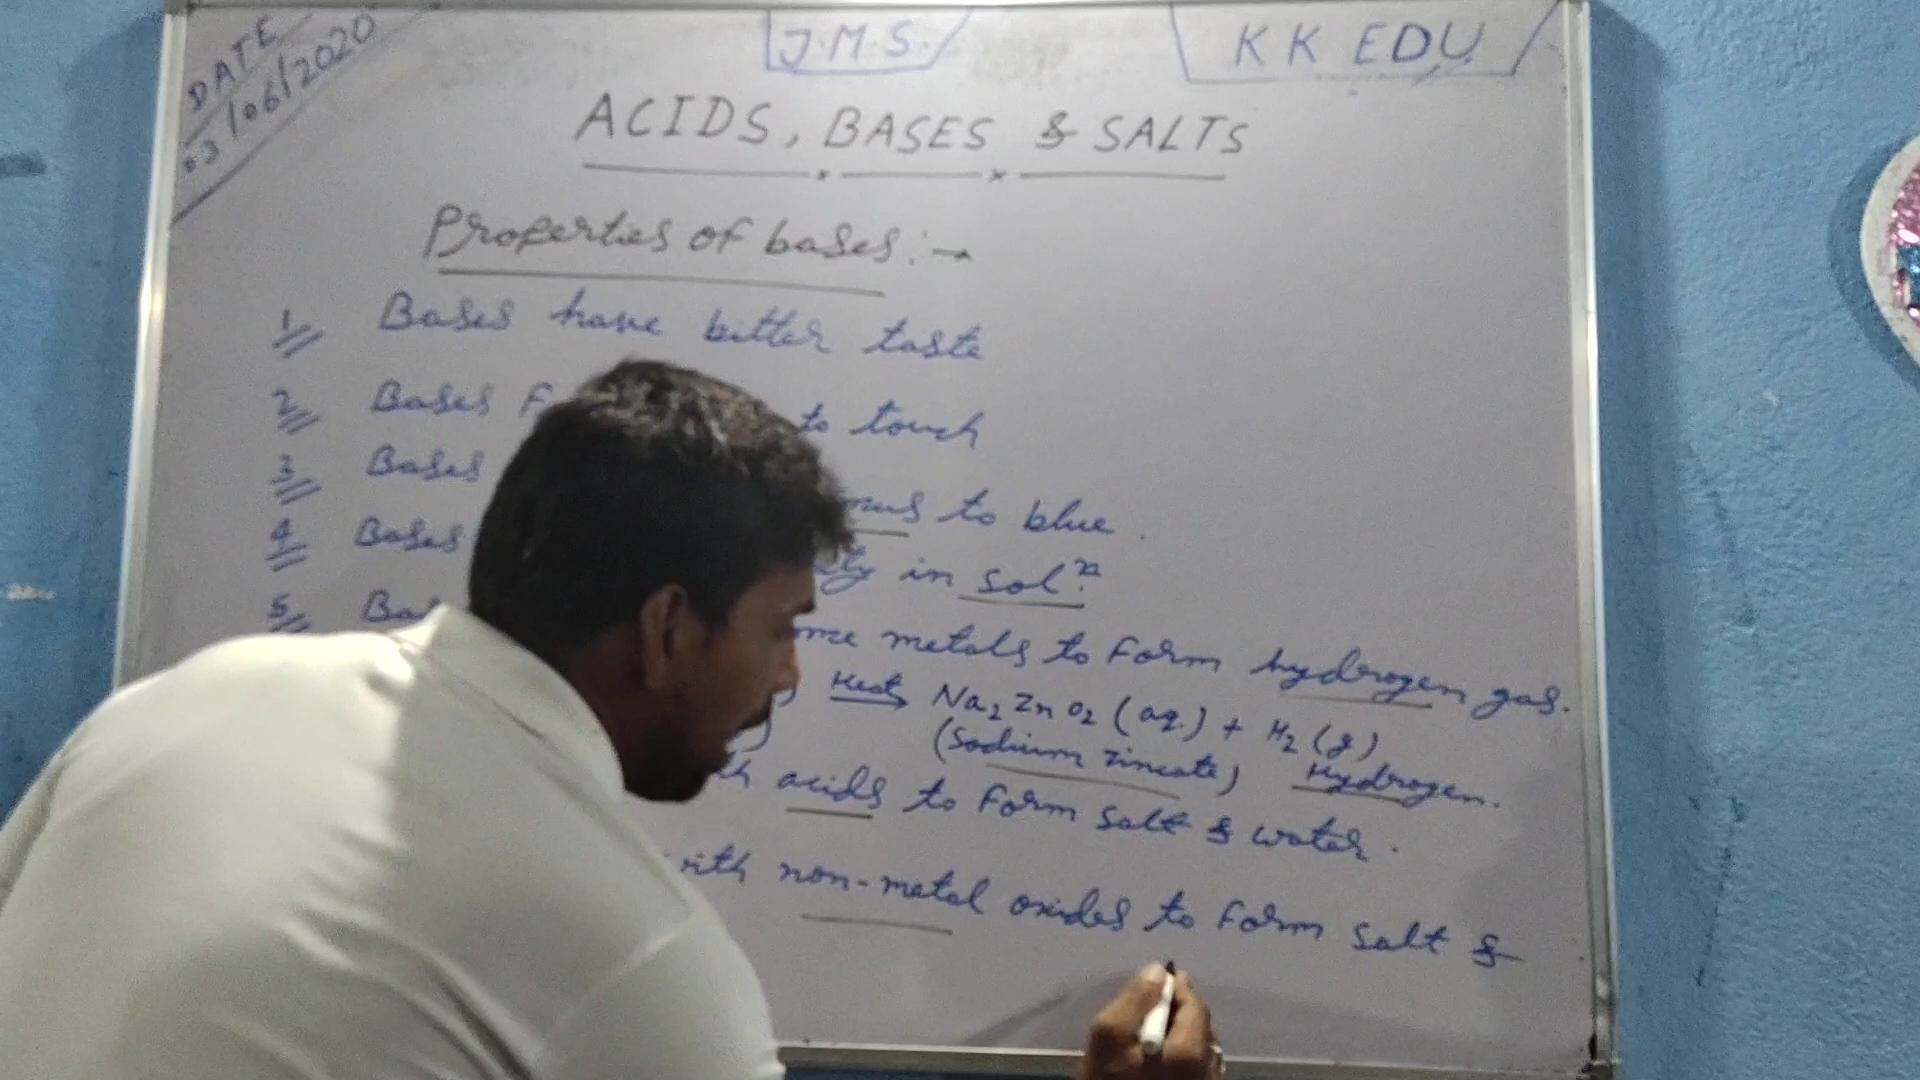 DATE
03/06/2020
J.M.S.
KK EDU
ACIDS, BASES & SALTS
Properties of bases :→
1 Bases have bitter taste
2 Bases to touch
3 Bases to blue.
4 Bases in solⁿ.
5 metals to form hydrogen gas.
Heat Na₂ZnO₂ (aq.) + H₂ (g)
(Sodium zincate) Hydrogen.
acids to form salt & water.
with non-metal oxides to form salt &